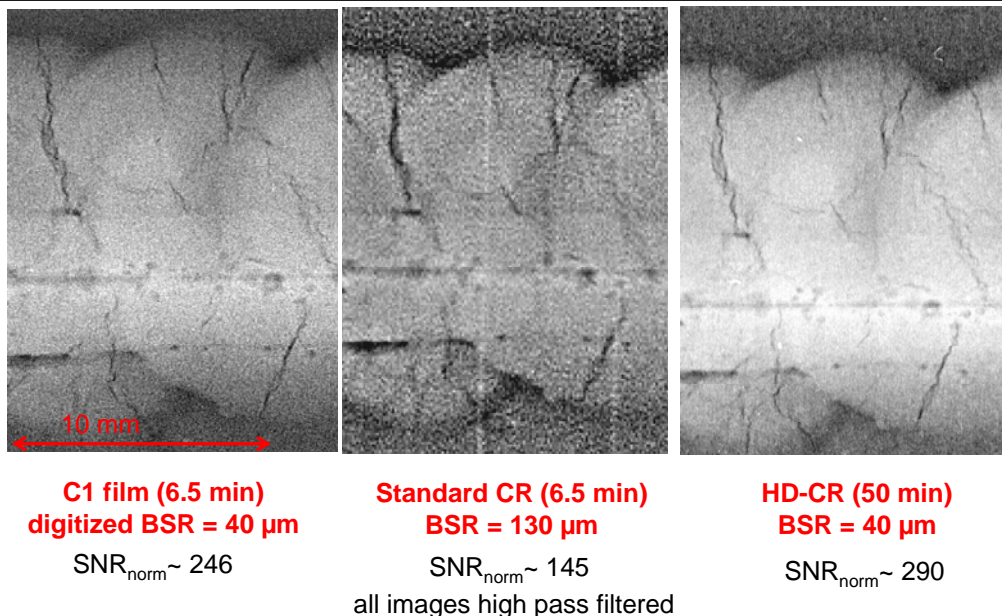 10 mm
C1 film (6.5 min)
digitized BSR = 40 µm
SNRnorm~ 246
Standard CR (6.5 min)
BSR = 130 µm
SNRnorm~ 145
all images high pass filtered
HD-CR (50 min)
BSR = 40 µm
SNRnorm~ 290